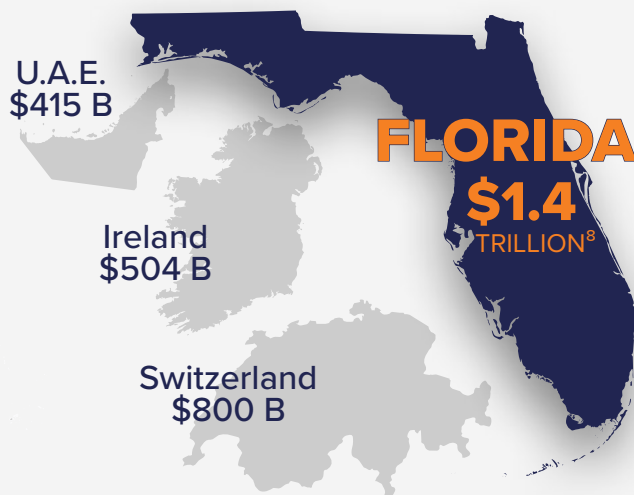 U.A.E.
$415 B
FLORIDA
$1.4
TRILLION⁸
Ireland
$504 B
Switzerland
$800 B